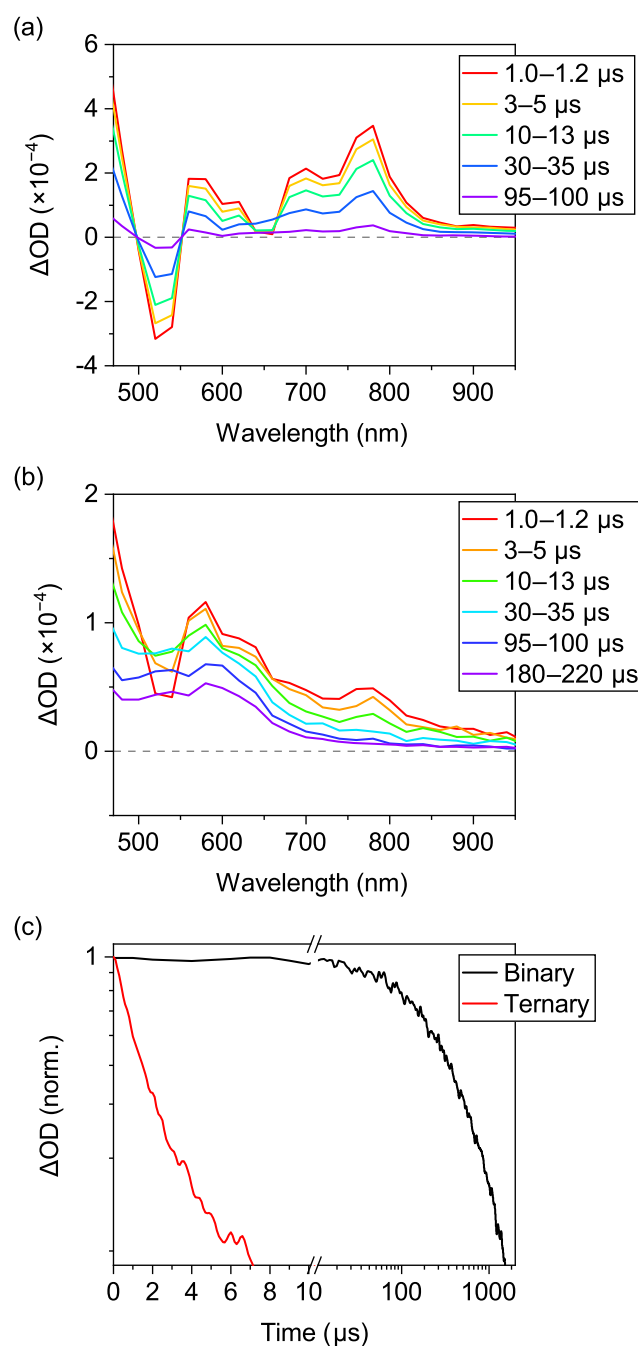 (a)
6
4
2
0
-2
-4
ΔOD (×10⁻⁴)
1.0–1.2 µs
3–5 µs
10–13 µs
30–35 µs
95–100 µs
500 600 700 800 900
Wavelength (nm)
(b)
2
1
0
ΔOD (×10⁻⁴)
1.0–1.2 µs
3–5 µs
10–13 µs
30–35 µs
95–100 µs
180–220 µs
500 600 700 800 900
Wavelength (nm)
(c)
1
ΔOD (norm.)
Binary
Ternary
0 2 4 6 8 10 100 1000
Time (µs)